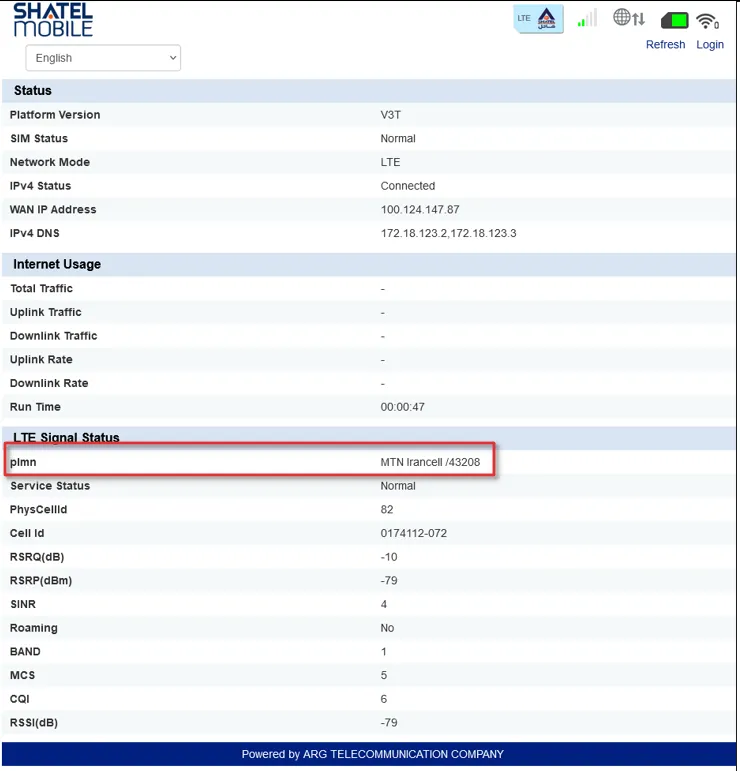 SHATEL
MOBILE
LTE
Refresh Login
English
Status
Platform Version V3T
SIM Status Normal
Network Mode LTE
IPv4 Status Connected
WAN IP Address 100.124.147.87
IPv4 DNS 172.18.123.2,172.18.123.3
Internet Usage
Total Traffic -
Uplink Traffic -
Downlink Traffic -
Uplink Rate -
Downlink Rate -
Run Time 00:00:47
LTE Signal Status
plmn MTN Irancell /43208
Service Status Normal
PhysCellId 82
Cell Id 0174112-072
RSRQ(dB) -10
RSRP(dBm) -79
SINR 4
Roaming No
BAND 1
MCS 5
CQI 6
RSSI(dB) -79
Powered by ARG TELECOMMUNICATION COMPANY